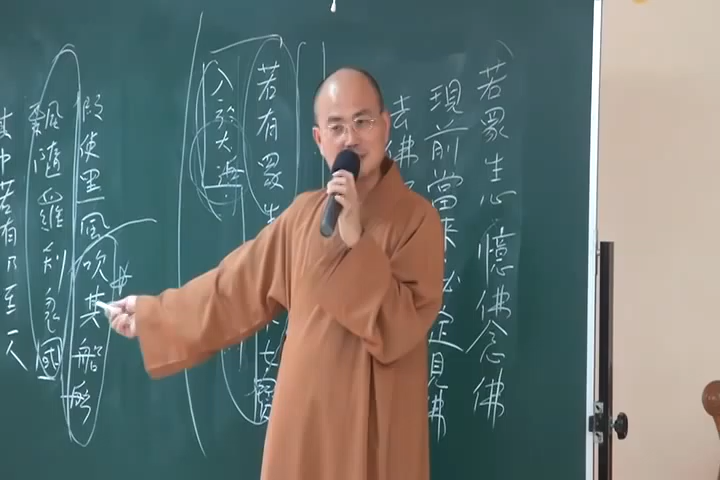 若眾生心憶佛念佛
現前當來必定見佛
去佛
若有眾生
入於大海
假使黑風吹其船舫
飄隨羅剎鬼國
其中若有乃至一人